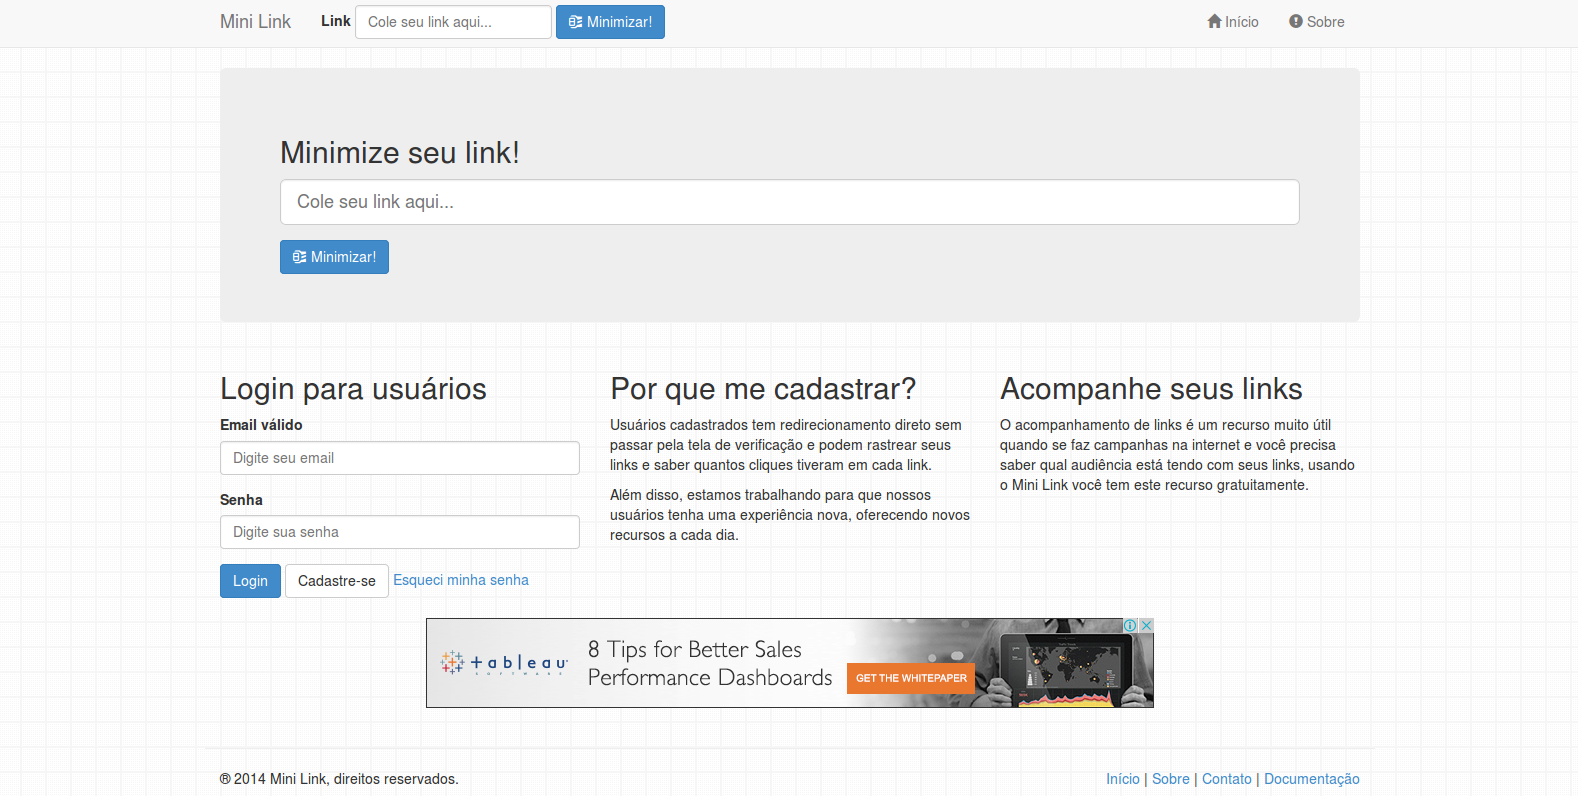 Mini Link Link Cole seu link aqui... Minimizar! Início Sobre
Minimize seu link!
Cole seu link aqui...
Minimizar!
Login para usuários
Email válido
Digite seu email
Senha
Digite sua senha
Login Cadastre-se Esqueci minha senha
Por que me cadastrar?
Usuários cadastrados tem redirecionamento direto sem
passar pela tela de verificação e podem rastrear seus
links e saber quantos cliques tiveram em cada link.
Além disso, estamos trabalhando para que nossos
usuários tenha uma experiência nova, oferecendo novos
recursos a cada dia.
Acompanhe seus links
O acompanhamento de links é um recurso muito útil
quando se faz campanhas na internet e você precisa
saber qual audiência está tendo com seus links, usando
o Mini Link você tem este recurso gratuitamente.
tableau
software
8 Tips for Better Sales
Performance Dashboards
GET THE WHITEPAPER
® 2014 Mini Link, direitos reservados.
Início | Sobre | Contato | Documentação